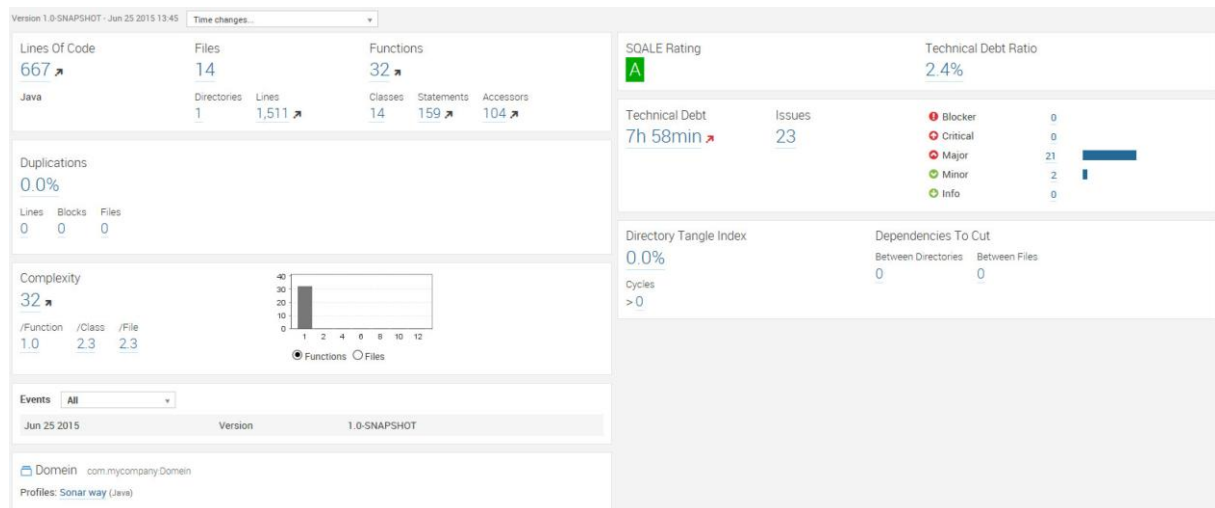 Version 1.0-SNAPSHOT - Jun 25 2015 13:45 Time changes...
Lines Of Code Files Functions
667 14 32
Java Directories Lines Classes Statements Accessors
1 1,511 14 159 104
Duplications
0.0%
Lines Blocks Files
0 0 0
Complexity
32
/Function /Class /File
1.0 2.3 2.3
40
30
20
10
0
1 2 4 6 8 10 12
Functions Files
Events All
Jun 25 2015 Version 1.0-SNAPSHOT
Domein com.mycompany:Domein
Profiles: Sonar way (Java)
SQALE Rating Technical Debt Ratio
A 2.4%
Technical Debt Issues
7h 58min 23
Blocker 0
Critical 0
Major 21
Minor 2
Info 0
Directory Tangle Index Dependencies To Cut
0.0% Between Directories Between Files
0 0
Cycles
> 0